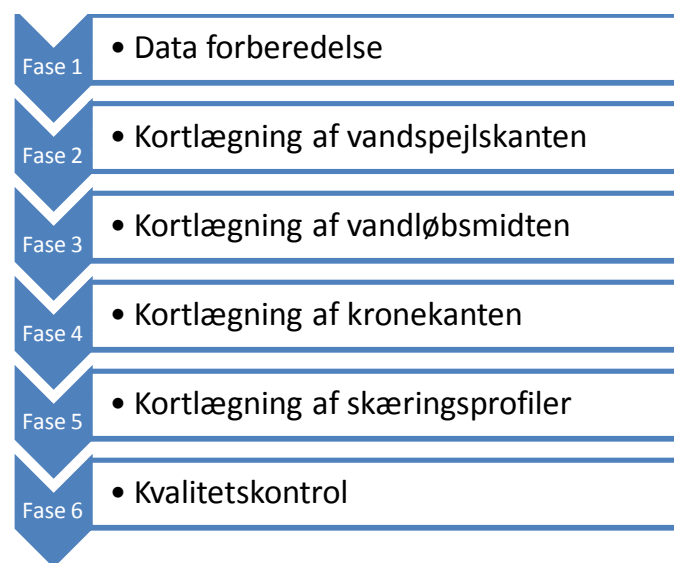 Fase 1
• Data forberedelse
Fase 2
• Kortlægning af vandspejlskanten
Fase 3
• Kortlægning af vandløbsmidten
Fase 4
• Kortlægning af kronekanten
Fase 5
• Kortlægning af skæringsprofiler
Fase 6
• Kvalitetskontrol